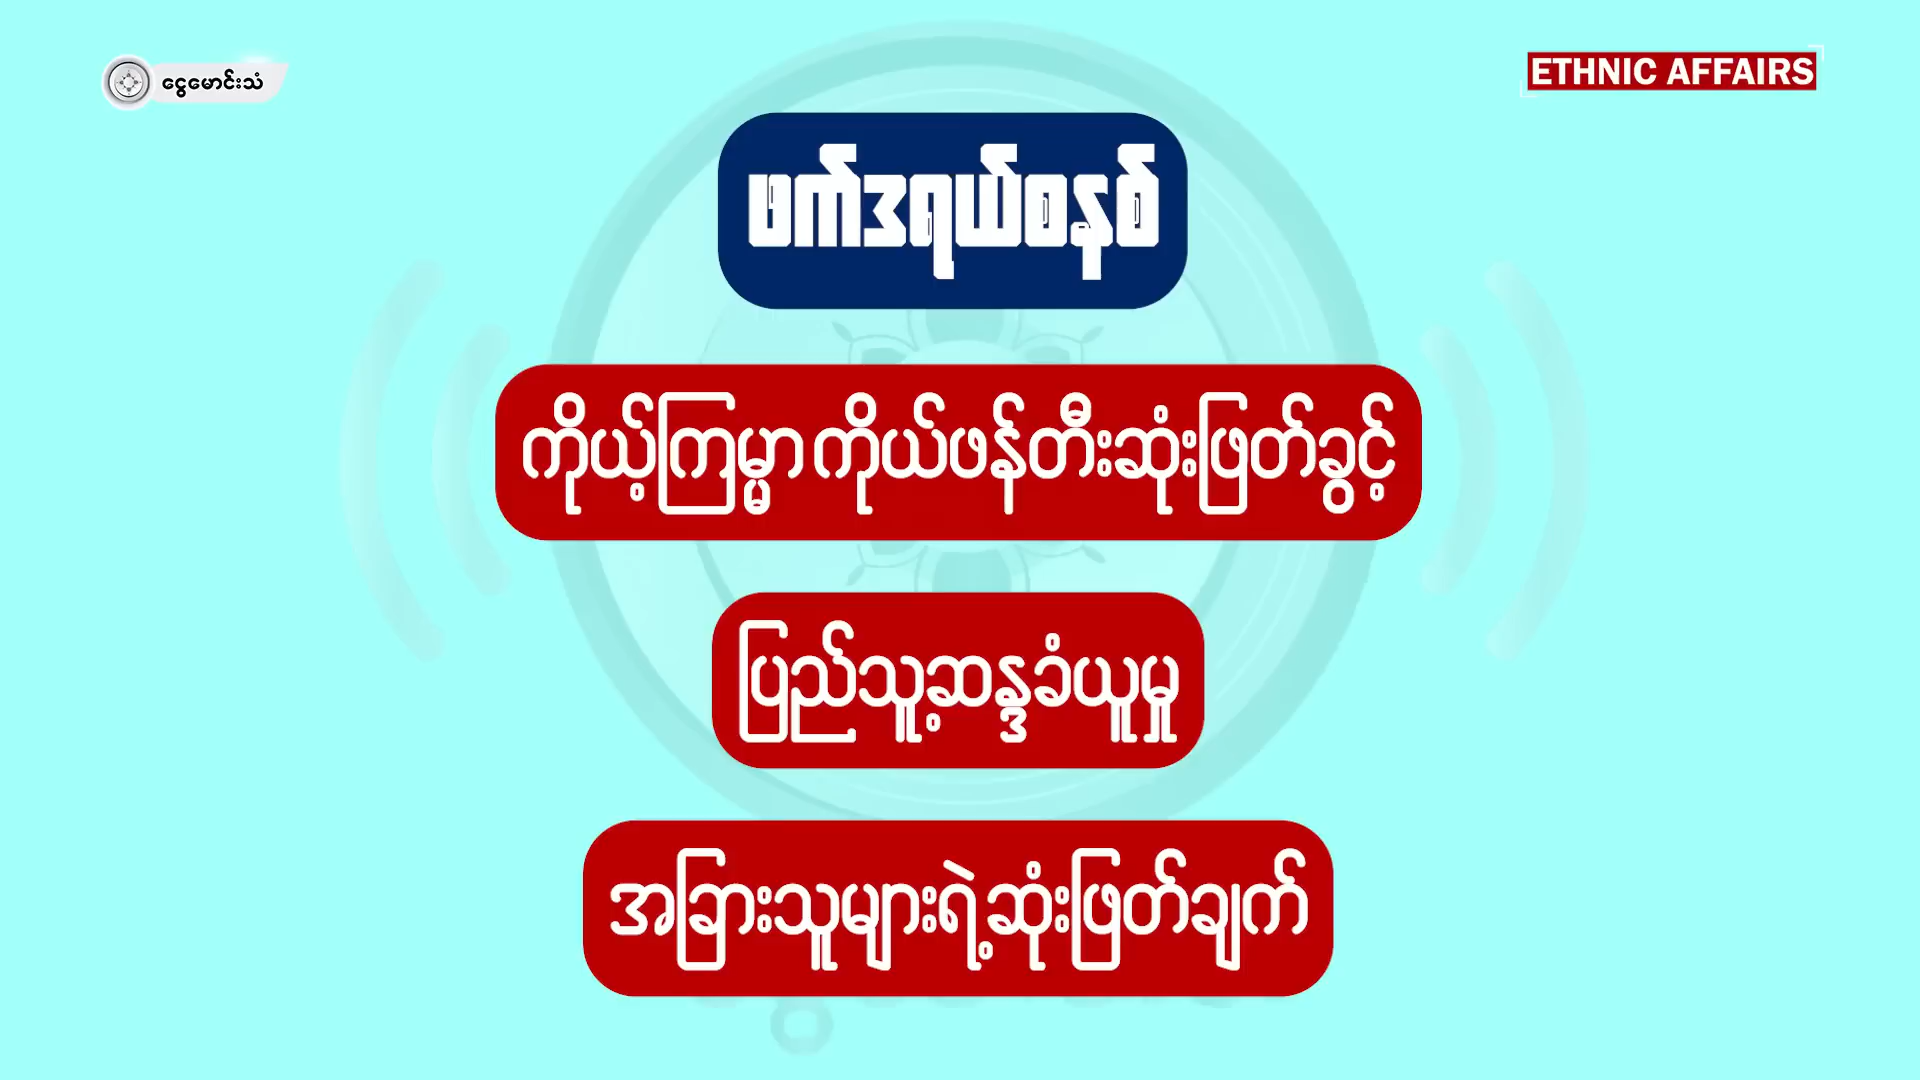 ငွေမောင်းသံ
ETHNIC AFFAIRS
ဖက်ဒရယ်စနစ်
ကိုယ့်ကြမ္မာကိုယ်ဖန်တီးဆုံးဖြတ်ခွင့်
ပြည်သူ့ဆန္ဒခံယူမှု
အခြားသူများရဲ့ဆုံးဖြတ်ချက်